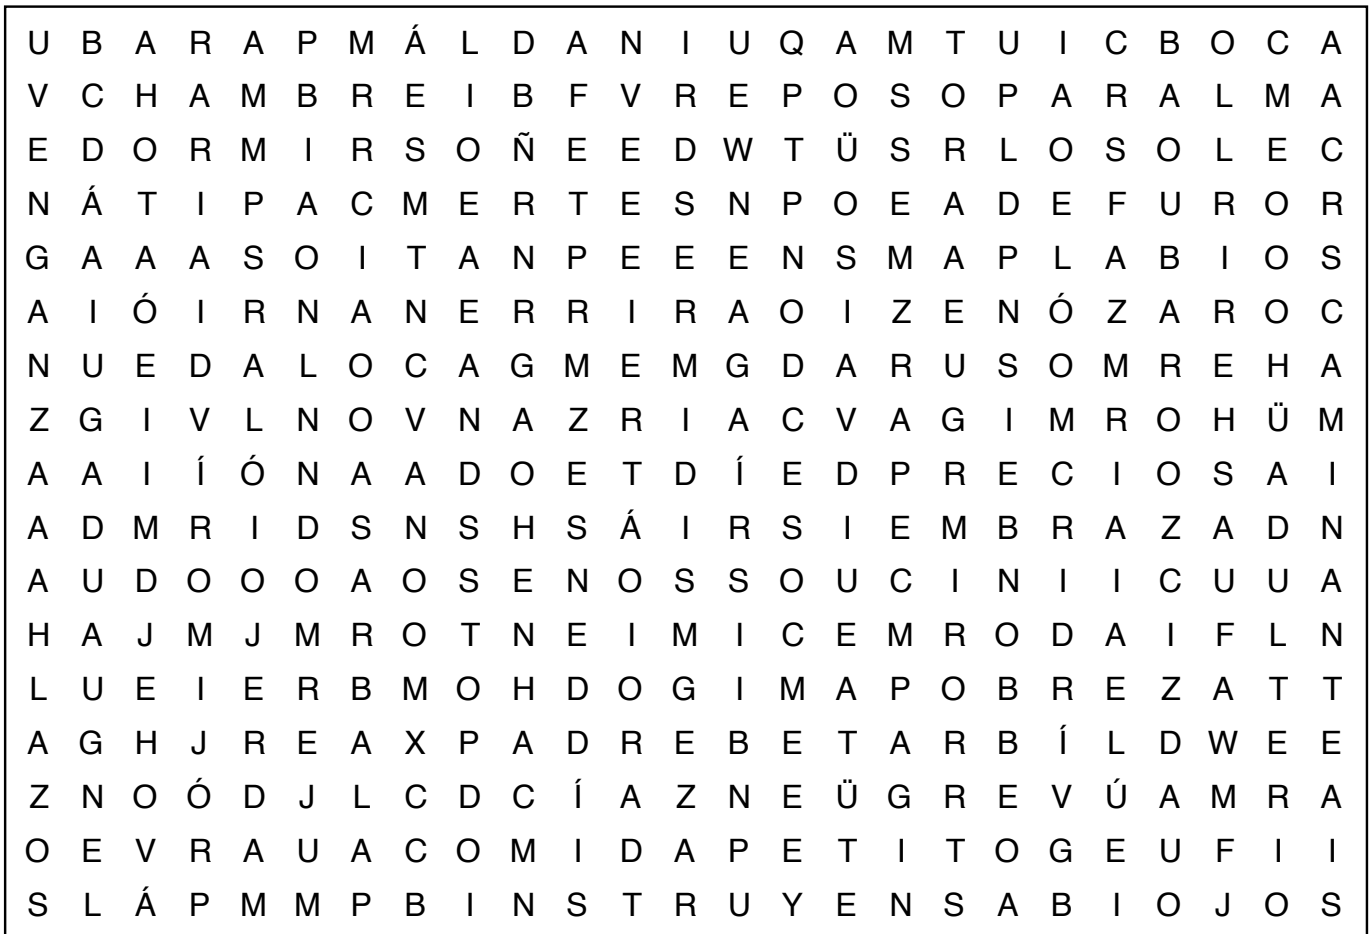 U B A R A P M Á L D A N I U Q A M T U I C B O C A
V C H A M B R E I B F V R E P O S O P A R A L M A
E D O R M I R S O Ñ E E D W T Ü S R L O S O L E C
N Á T I P A C M E R T E S N P O E A D E F U R O R
G A A A S O I T A N P E E E N S M A P L A B I O S
A I Ó I R N A N E R R I R A O I Z E N Ó Z A R O C
N U E D A L O C A G M E M G D A R U S O M R E H A
Z G I V L N O V N A Z R I A C V A G I M R O H Ü M
A A I Í Ó N A A D O E T D Í E D P R E C I O S A I
A D M R I D S N S H S Á I R S I E M B R A Z A D N
A U D O O O A O S E N O S S O U C I N I I C U U A
H A J M J M R O T N E I M I C E M R O D A I F L N
L U E I E R B M O H D O G I M A P O B R E Z A T T
A G H J R E A X P A D R E B E T A R B Í L D W E E
Z N O Ó D J L C D C Í A Z N E Ü G R E V Ú A M R A
O E V R A U A C O M I D A P E T I T O G E U F I I
S L Á P M M P B I N S T R U Y E N S A B I O J O S